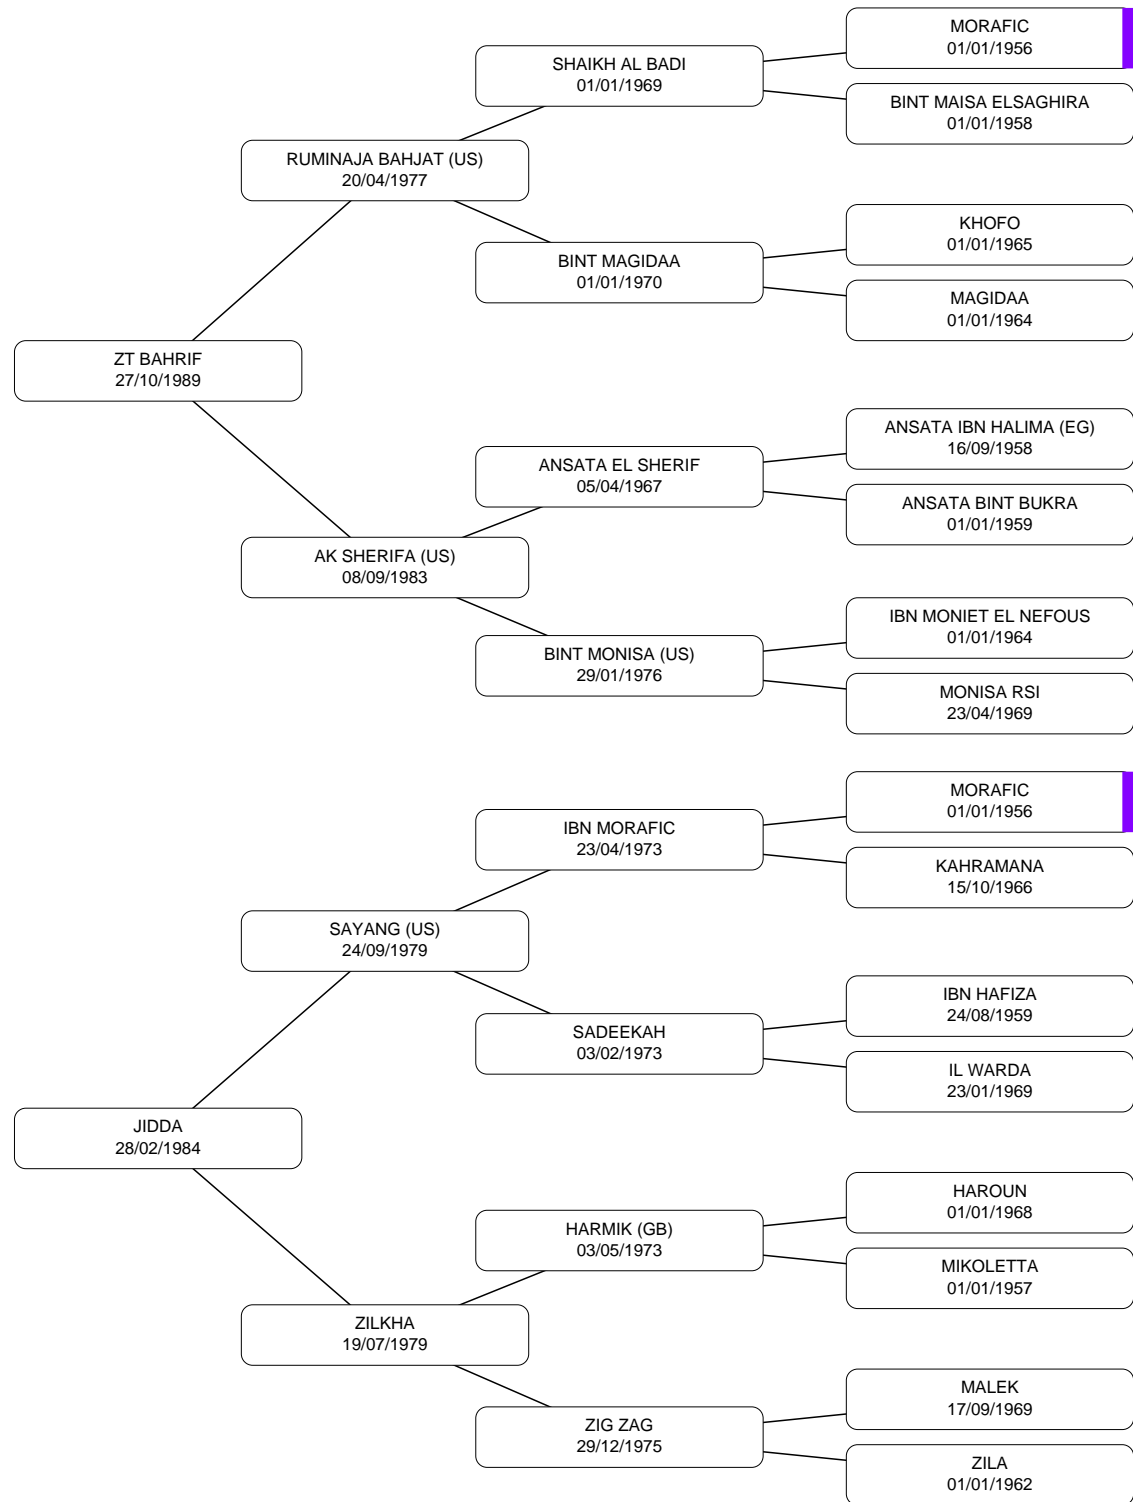 MORAFIC
01/01/1956
SHAIKH AL BADI
01/01/1969
BINT MAISA ELSAGHIRA
01/01/1958
RUMINAJA BAHJAT (US)
20/04/1977
KHOFO
01/01/1965
BINT MAGIDAA
01/01/1970
MAGIDAA
01/01/1964
ZT BAHRIF
27/10/1989
ANSATA IBN HALIMA (EG)
16/09/1958
ANSATA EL SHERIF
05/04/1967
ANSATA BINT BUKRA
01/01/1959
AK SHERIFA (US)
08/09/1983
IBN MONIET EL NEFOUS
01/01/1964
BINT MONISA (US)
29/01/1976
MONISA RSI
23/04/1969
MORAFIC
01/01/1956
IBN MORAFIC
23/04/1973
KAHRAMANA
15/10/1966
SAYANG (US)
24/09/1979
IBN HAFIZA
24/08/1959
SADEEKAH
03/02/1973
IL WARDA
23/01/1969
JIDDA
28/02/1984
HAROUN
01/01/1968
HARMIK (GB)
03/05/1973
MIKOLETTA
01/01/1957
ZILKHA
19/07/1979
MALEK
17/09/1969
ZIG ZAG
29/12/1975
ZILA
01/01/1962